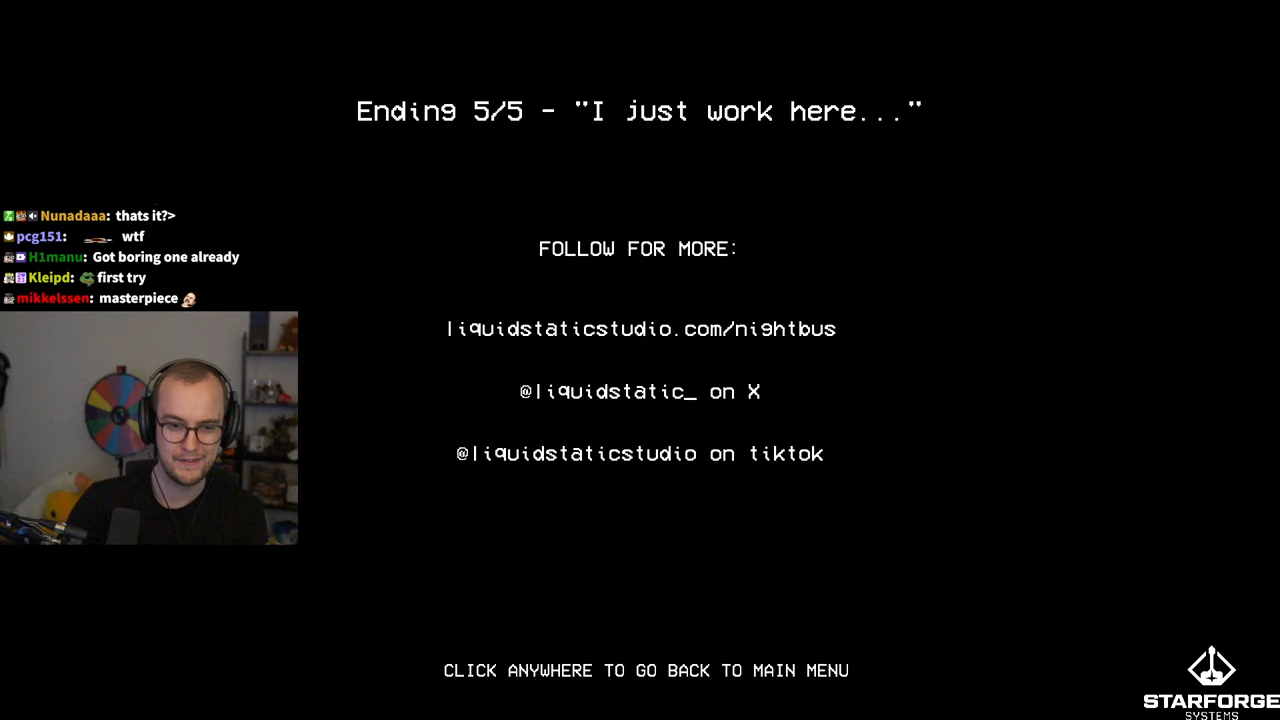 Ending 5/5 - "I just work here..."
Nunadaaa: thats it?>
pcg151: wtf
H1manu: Got boring one already
Kleipd: first try
mikkelssen: masterpiece
FOLLOW FOR MORE:
liquidstaticstudio.com/nightbus
@liquidstatic_ on X
@liquidstaticstudio on tiktok
CLICK ANYWHERE TO GO BACK TO MAIN MENU
STARFORGE
SYSTEMS